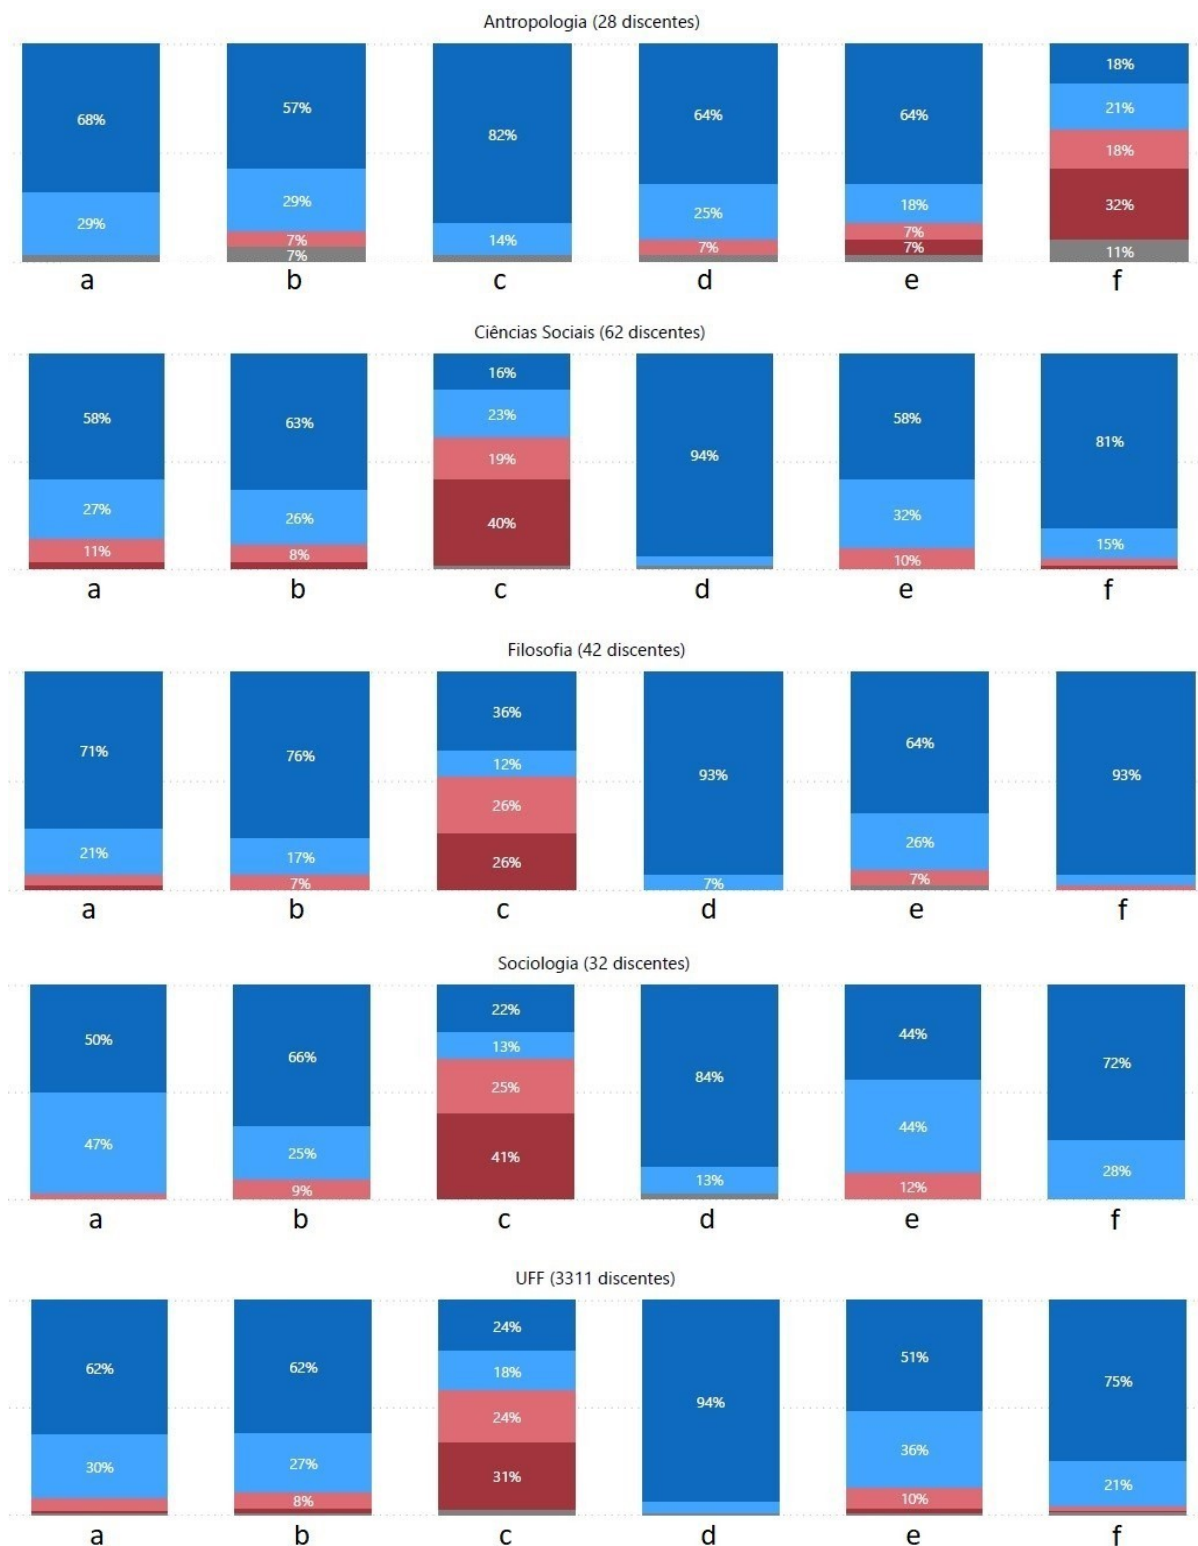 Antropologia (28 discentes)
68% 57% 82% 64% 64% 18%
21%
18%
29% 29% 14% 25% 18% 32%
7% 7% 7%
7% 7% 11%
a b c d e f
Ciências Sociais (62 discentes)
16%
58% 63% 23% 94% 58% 81%
19%
27% 26% 40% 32% 15%
11% 8% 10%
a b c d e f
Filosofia (42 discentes)
36%
71% 76% 12% 93% 64% 93%
26%
21% 17% 26% 7% 26%
7% 7%
a b c d e f
Sociologia (32 discentes)
22%
50% 66% 13% 84% 44% 72%
25%
47% 25% 41% 13% 44% 28%
9% 12%
a b c d e f
UFF (3311 discentes)
24%
62% 62% 18% 94% 51% 75%
24%
30% 27% 31% 36% 21%
8% 10%
a b c d e f